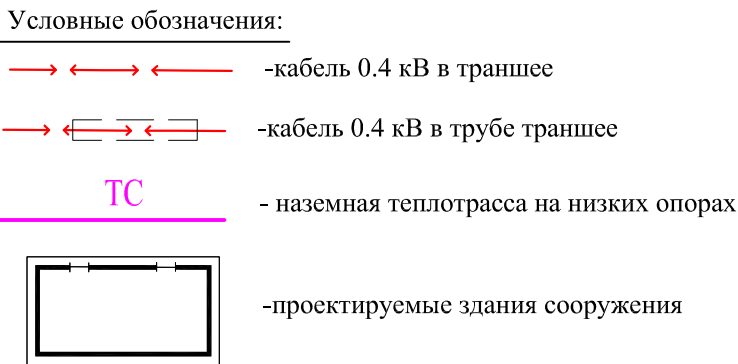 Условные обозначения:
-кабель 0.4 кВ в траншее
-кабель 0.4 кВ в трубе траншее
ТС
- наземная теплотрасса на низких опорах
-проектируемые здания сооружения